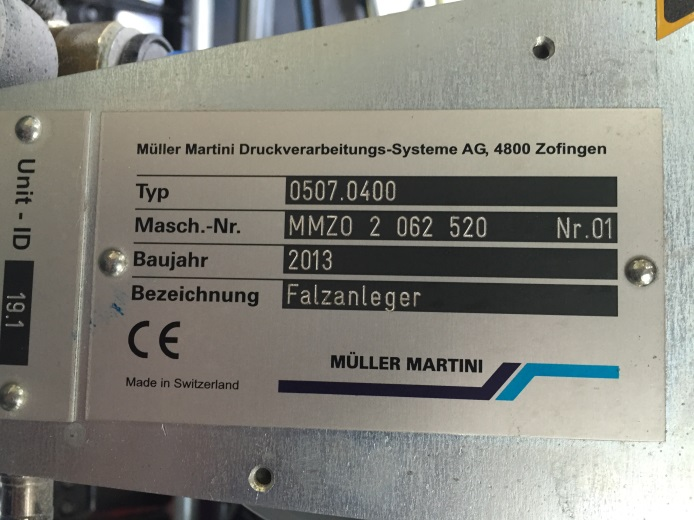 Müller Martini Druckverarbeitungs-Systeme AG, 4800 Zofingen
Typ 0507.0400
Masch.-Nr. MMZO 2 062 520 Nr.01
Baujahr 2013
Bezeichnung Falzanleger
CE
Made in Switzerland
MÜLLER MARTINI
Unit - ID 19.1